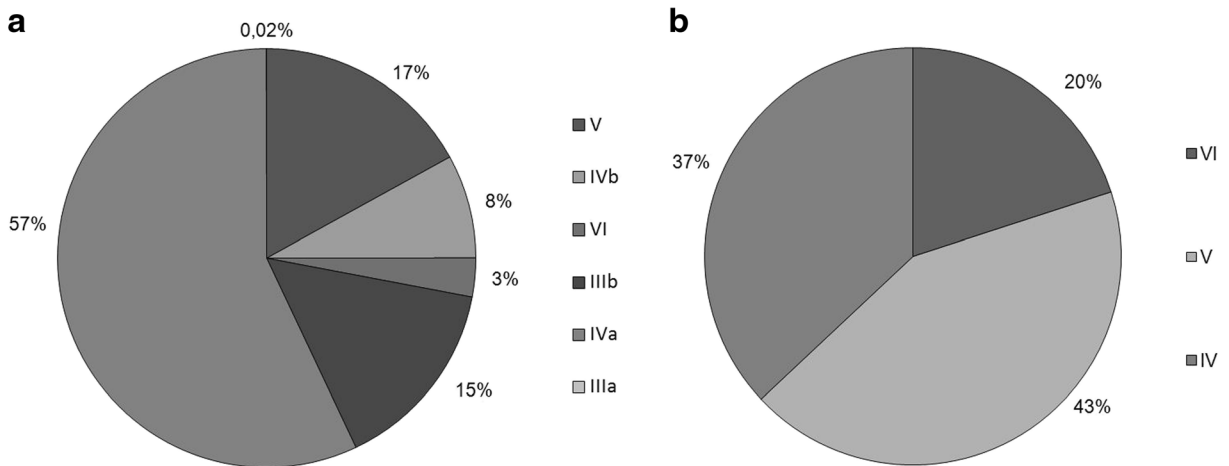 a
0,02%
17%
8%
3%
15%
57%
V
IVb
VI
IIIb
IVa
IIIa
b
20%
43%
37%
VI
V
IV